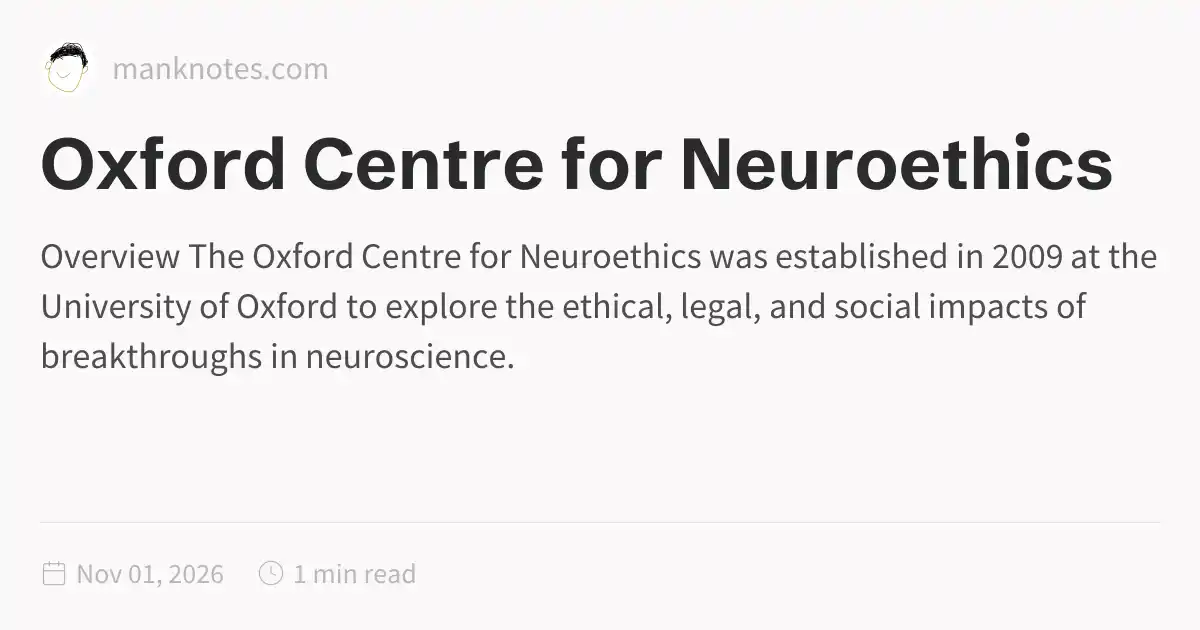 manknotes.com
Oxford Centre for Neuroethics
Overview The Oxford Centre for Neuroethics was established in 2009 at the
University of Oxford to explore the ethical, legal, and social impacts of
breakthroughs in neuroscience.
Nov 01, 2026 1 min read